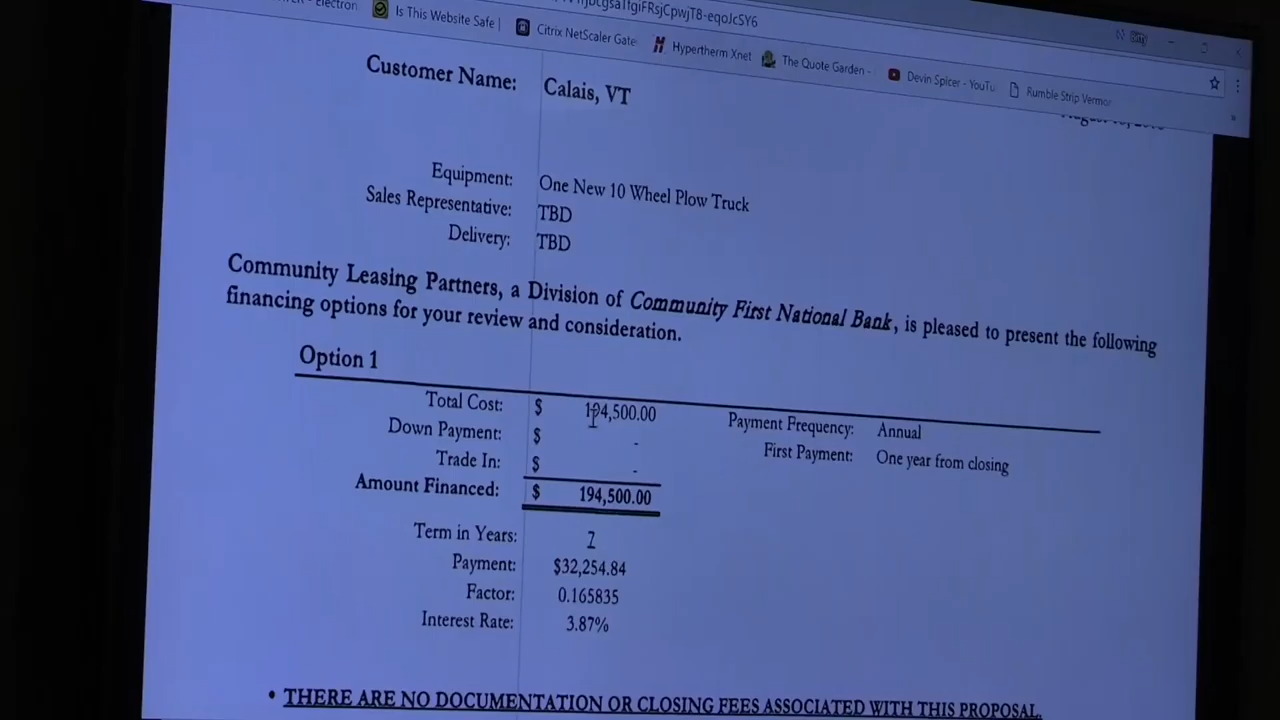 Is This Website Safe | Citrix NetScaler Gate Hypertherm Xnet The Quote Garden - Devin Spicer - YouTu Rumble Strip Vermor
Customer Name: Calais, VT
Equipment: One New 10 Wheel Plow Truck
Sales Representative: TBD
Delivery: TBD
Community Leasing Partners, a Division of Community First National Bank, is pleased to present the following
financing options for your review and consideration.
Option 1
Total Cost: $ 194,500.00 Payment Frequency: Annual
Down Payment: $ - First Payment: One year from closing
Trade In: $ -
Amount Financed: $ 194,500.00
Term in Years: 7
Payment: $32,254.84
Factor: 0.165835
Interest Rate: 3.87%
• THERE ARE NO DOCUMENTATION OR CLOSING FEES ASSOCIATED WITH THIS PROPOSAL.